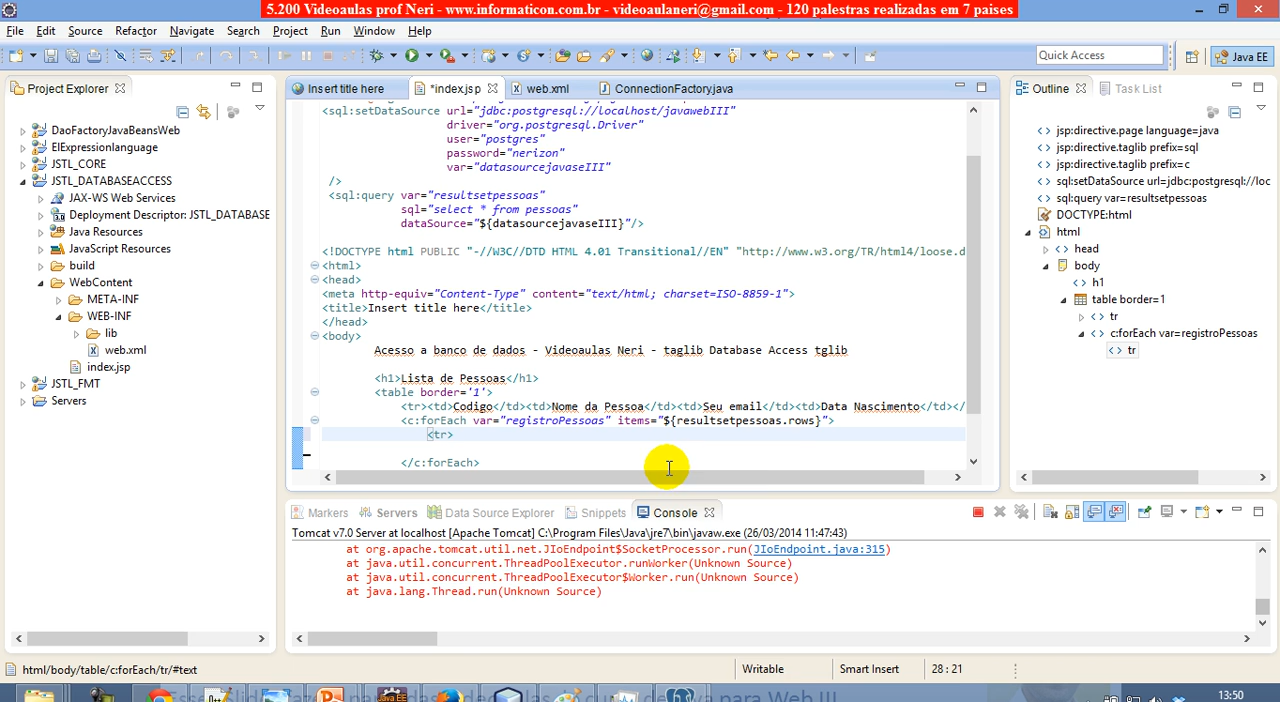 5.200 Videoaulas prof Neri - www.informaticon.com.br - videoaulaneri@gmail.com - 120 palestras realizadas em 7 paises
File Edit Source Refactor Navigate Search Project Run Window Help
Quick Access
Java EE
Project Explorer
DaoFactoryJavaBeansWeb
ElExpressionlanguage
JSTL_CORE
JSTL_DATABASEACCESS
JAX-WS Web Services
Deployment Descriptor: JSTL_DATABASE
Java Resources
JavaScript Resources
build
WebContent
META-INF
WEB-INF
lib
web.xml
index.jsp
JSTL_FMT
Servers
Insert title here
*index.jsp
web.xml
ConnectionFactory.java
<sql:setDataSource url="jdbc:postgresql://localhost/javawebIII"
driver="org.postgresql.Driver"
user="postgres"
password="nerizon"
var="datasourcejavaseIII"
/>
<sql:query var="resultsetpessoas"
sql="select * from pessoas"
dataSource="${datasourcejavaseIII}"/>
<!DOCTYPE html PUBLIC "-//W3C//DTD HTML 4.01 Transitional//EN" "http://www.w3.org/TR/html4/loose.d
<html>
<head>
<meta http-equiv="Content-Type" content="text/html; charset=ISO-8859-1">
<title>Insert title here</title>
</head>
<body>
Acesso a banco de dados - Videoaulas Neri - taglib Database Access tglib
<h1>Lista de Pessoas</h1>
<table border='1'>
<tr><td>Codigo</td><td>Nome da Pessoa</td><td>Seu email</td><td>Data Nascimento</td></
<c:forEach var="registroPessoas" items="${resultsetpessoas.rows}">
<tr>
</c:forEach>
Outline
Task List
jsp:directive.page language=java
jsp:directive.taglib prefix=sql
jsp:directive.taglib prefix=c
sql:setDataSource url=jdbc:postgresql://loc
sql:query var=resultsetpessoas
DOCTYPE:html
html
head
body
h1
table border=1
tr
c:forEach var=registroPessoas
tr
Markers Servers Data Source Explorer Snippets Console
Tomcat v7.0 Server at localhost [Apache Tomcat] C:\Program Files\Java\jre7\bin\javaw.exe (26/03/2014 11:47:43)
at org.apache.tomcat.util.net.JIoEndpoint$SocketProcessor.run(JIoEndpoint.java:315)
at java.util.concurrent.ThreadPoolExecutor.runWorker(Unknown Source)
at java.util.concurrent.ThreadPoolExecutor$Worker.run(Unknown Source)
at java.lang.Thread.run(Unknown Source)
html/body/table/c:forEach/tr/#text
Writable
Smart Insert
28 : 21
13:50